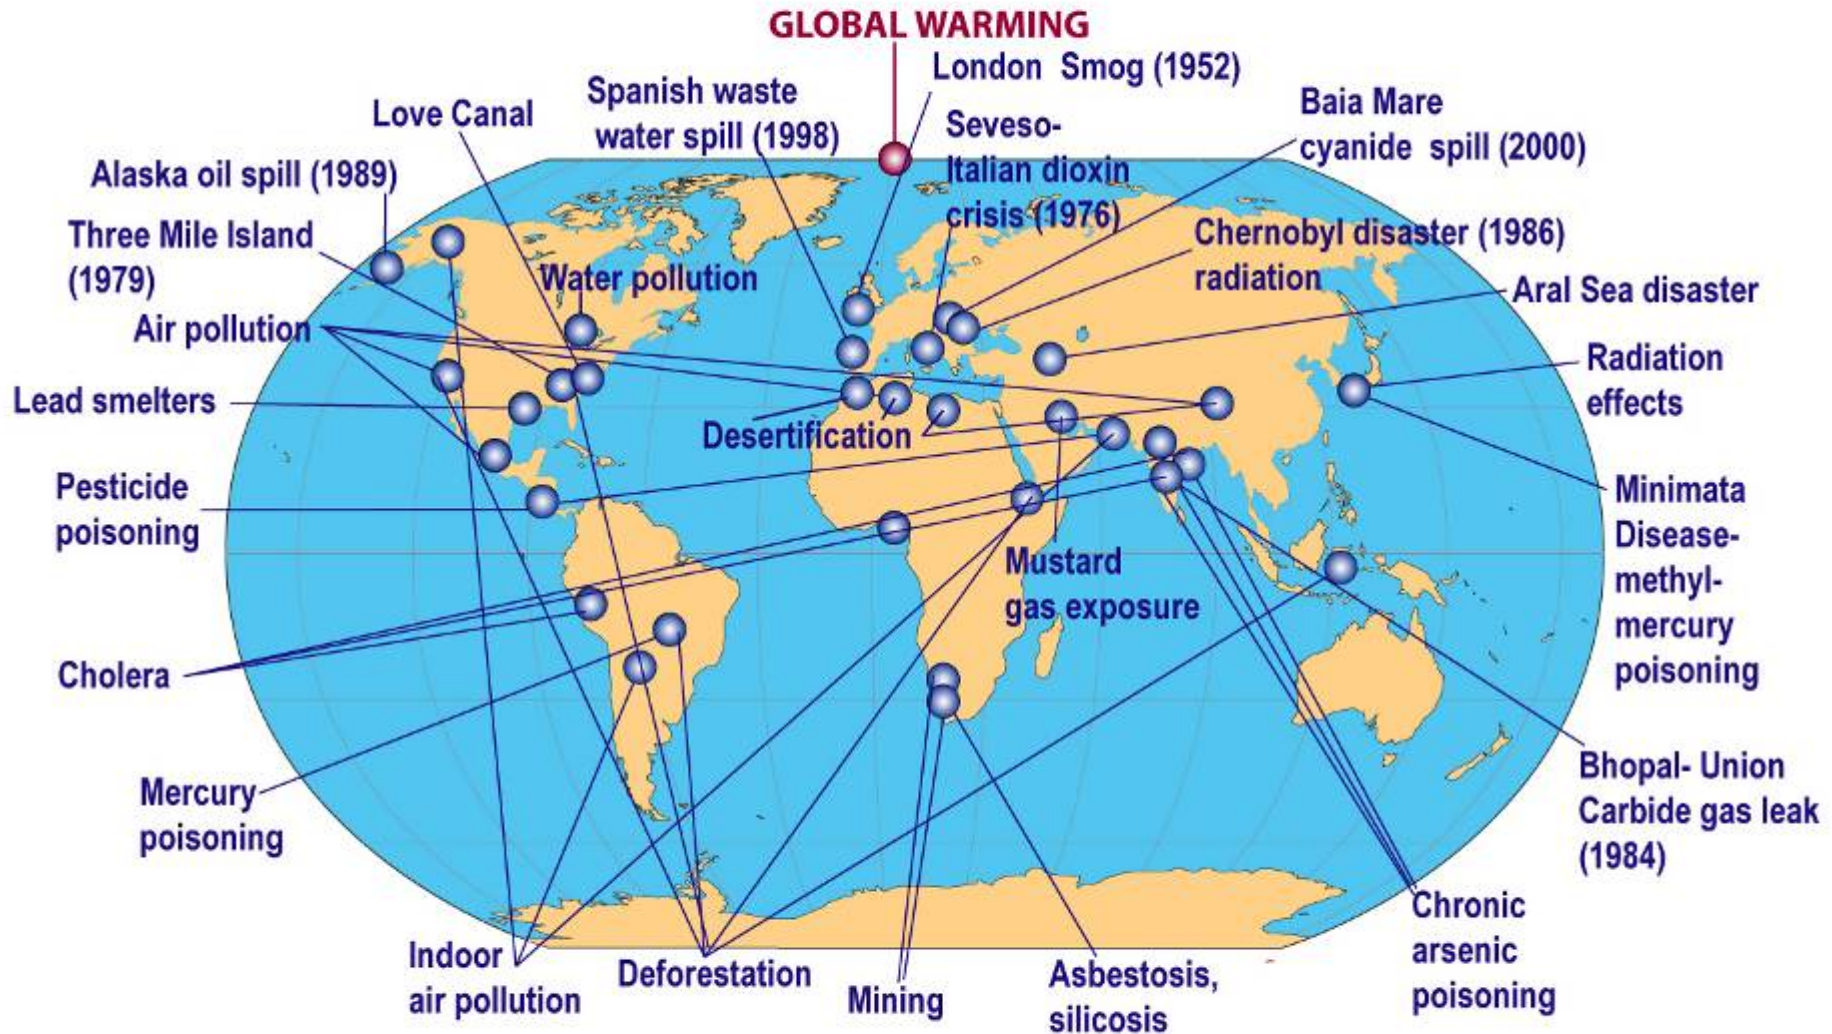 GLOBAL WARMING
London Smog (1952)
Spanish waste
water spill (1998)
Love Canal
Baia Mare
cyanide spill (2000)
Seveso-
Italian dioxin
crisis (1976)
Alaska oil spill (1989)
Three Mile Island
(1979)
Chernobyl disaster (1986)
radiation
Water pollution
Aral Sea disaster
Air pollution
Radiation
effects
Lead smelters
Desertification
Pesticide
poisoning
Minimata
Disease-
methyl-
mercury
poisoning
Mustard
gas exposure
Cholera
Mercury
poisoning
Bhopal- Union
Carbide gas leak
(1984)
Chronic
arsenic
poisoning
Indoor
air pollution
Deforestation
Mining
Asbestosis,
silicosis